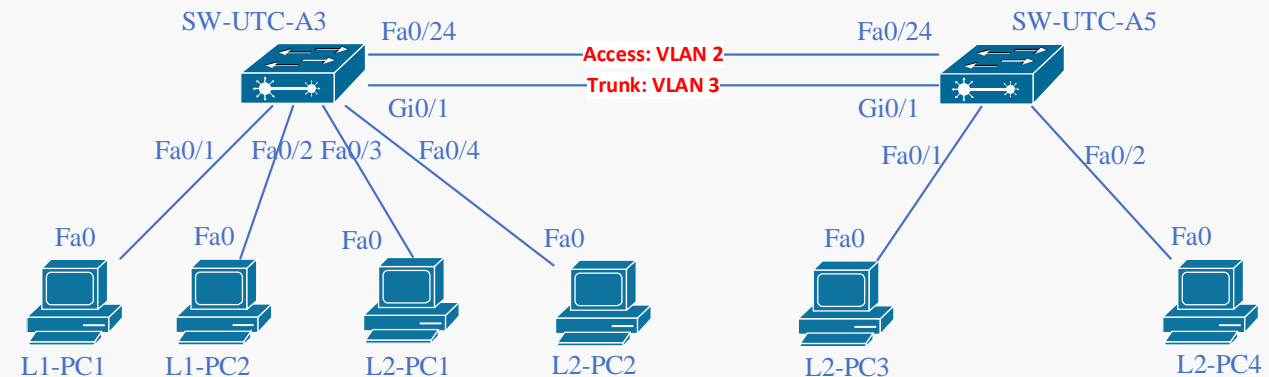 SW-UTC-A3
SW-UTC-A5
Fa0/24
Fa0/24
Access: VLAN 2
Trunk: VLAN 3
Gi0/1
Gi0/1
Fa0/1
Fa0/2
Fa0/3
Fa0/4
Fa0/1
Fa0/2
Fa0
Fa0
Fa0
Fa0
Fa0
Fa0
L1-PC1
L1-PC2
L2-PC1
L2-PC2
L2-PC3
L2-PC4